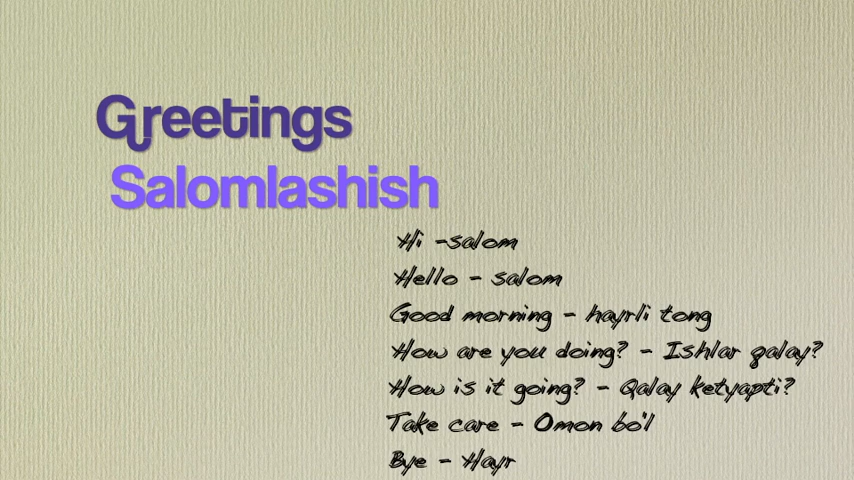 Greetings
Salomlashish
Hi -salom
Hello - salom
Good morning - hayrli tong
How are you doing? - Ishlar qalay?
How is it going? - Qalay ketyapti?
Take care - Omon bo'l
Bye - Hayr